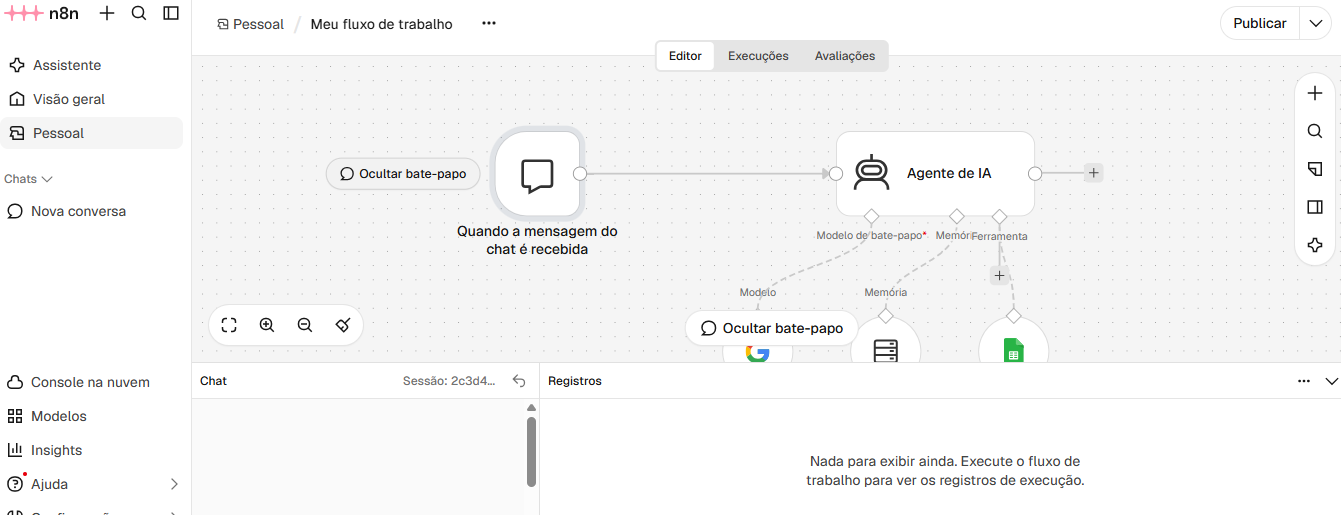 n8n
Pessoal / Meu fluxo de trabalho ...
Publicar
Editor Execuções Avaliações
Assistente
Visão geral
Pessoal
Chats
Nova conversa
Ocultar bate-papo
Quando a mensagem do
chat é recebida
Agente de IA
Modelo de bate-papo*
Ferramenta
Modelo
Memória
Ocultar bate-papo
Console na nuvem
Modelos
Insights
Ajuda
Chat
Sessão: 2c3d4...
Registros
Nada para exibir ainda. Execute o fluxo de
trabalho para ver os registros de execução.